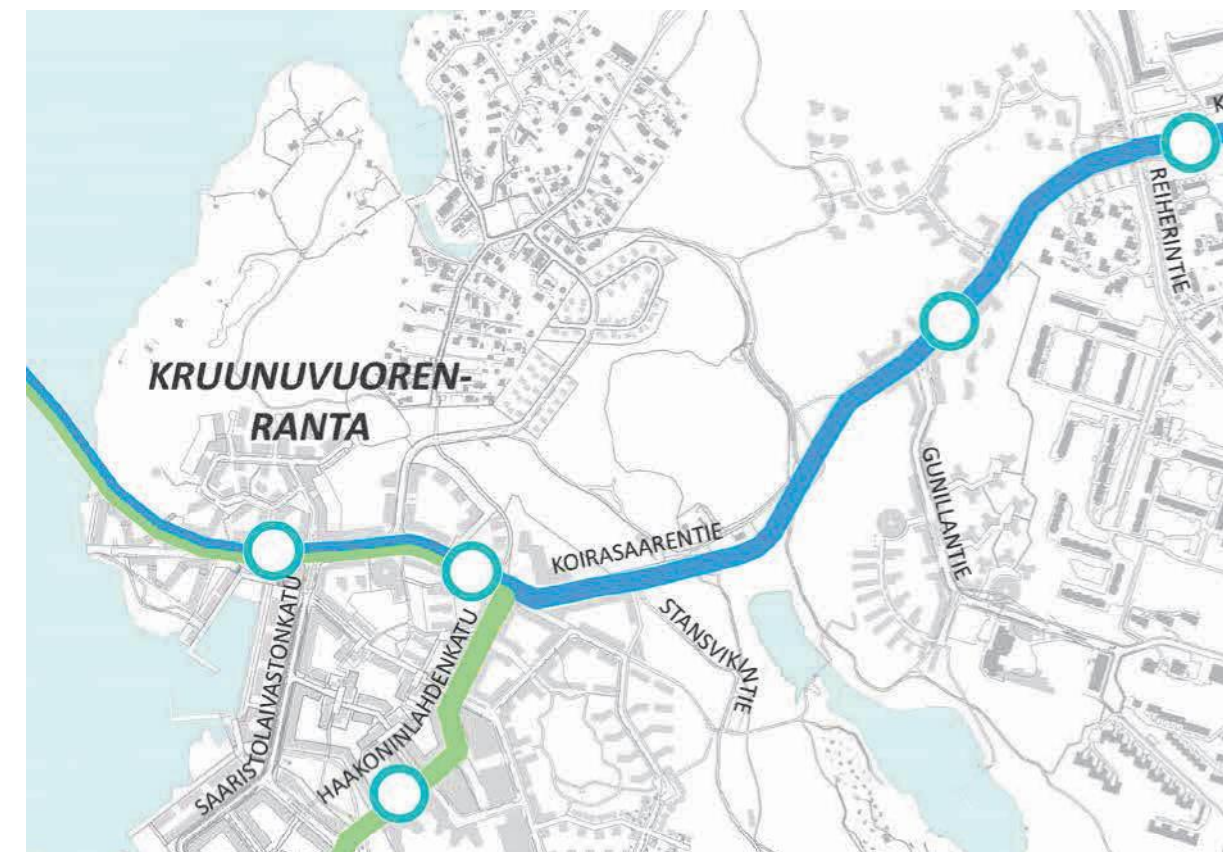 K
REIHERINTIE
KRUUNUVUOREN-
RANTA
GUNILLANTIE
KOIRASAARENTIE
STANSVIKINTIE
SAARISTOLAIVASTONKATU
HAAKONINLAHDENKATU